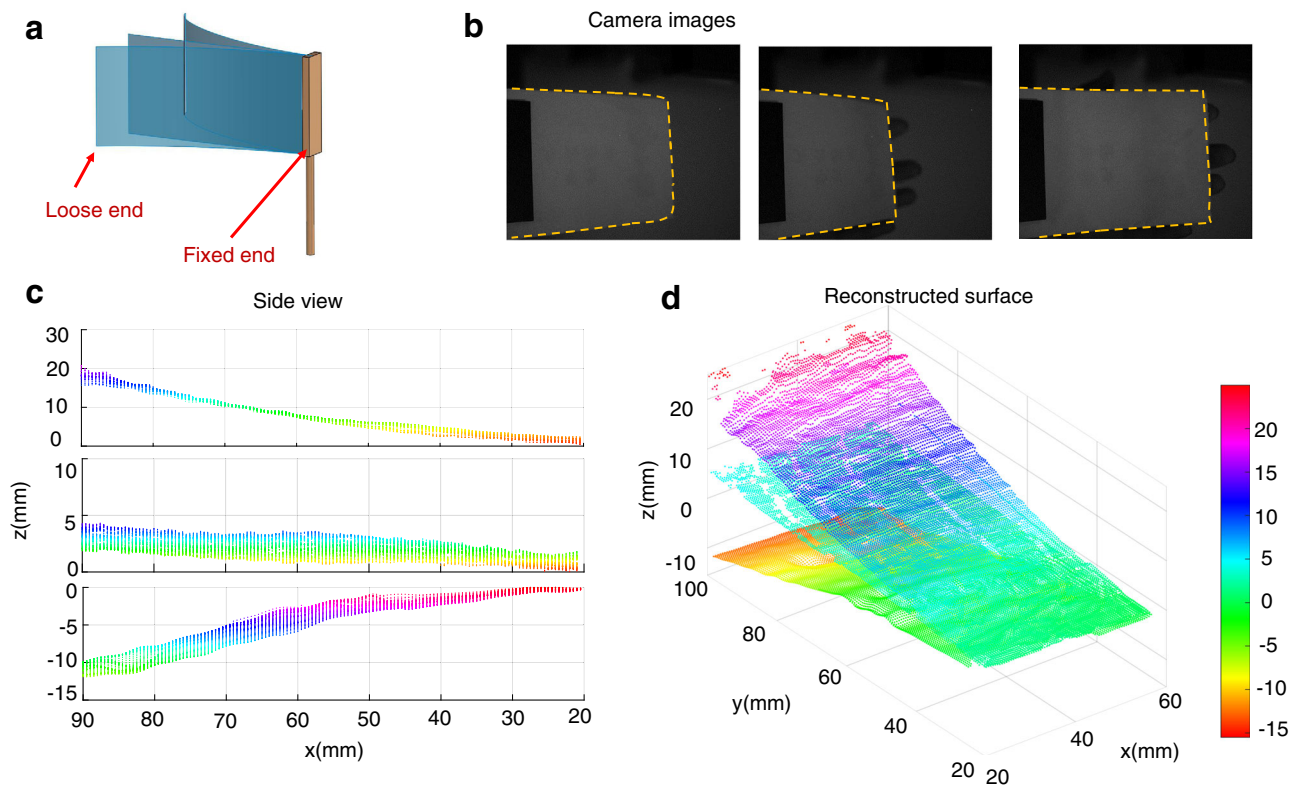 a
Loose end
Fixed end
b
Camera images
c
Side view
30
20
10
0
10
5
0
0
-5
-10
-15
z(mm)
90 80 70 60 50 40 30 20
x(mm)
d
Reconstructed surface
20
10
0
-10
z(mm)
100
80
60
40
20
y(mm)
20
40
60
x(mm)
20
15
10
5
0
-5
-10
-15